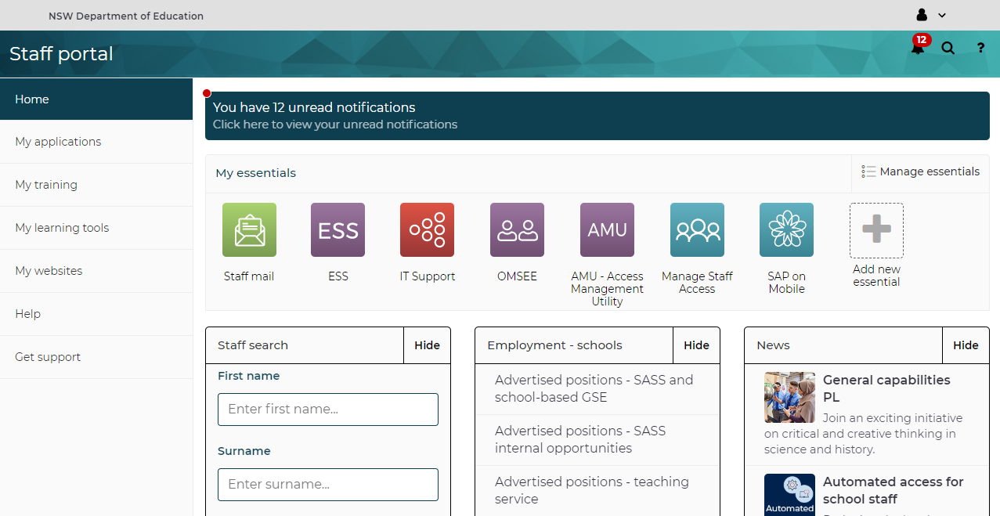 NSW Department of Education
12
Staff portal
?
Home
My applications
My training
My learning tools
My websites
Help
Get support
You have 12 unread notifications
Click here to view your unread notifications
My essentials
Manage essentials
ESS
AMU
Staff mail
ESS
IT Support
OMSEE
AMU - Access
Management
Utility
Manage Staff
Access
SAP on
Mobile
Add new
essential
Staff search
Hide
First name
Enter first name...
Surname
Enter surname...
Employment - schools
Hide
Advertised positions - SASS and
school-based GSE
Advertised positions - SASS
internal opportunities
Advertised positions - teaching
service
News
Hide
General capabilities
PL
Join an exciting initiative
on critical and creative thinking in
science and history.
Automated
Automated access for
school staff